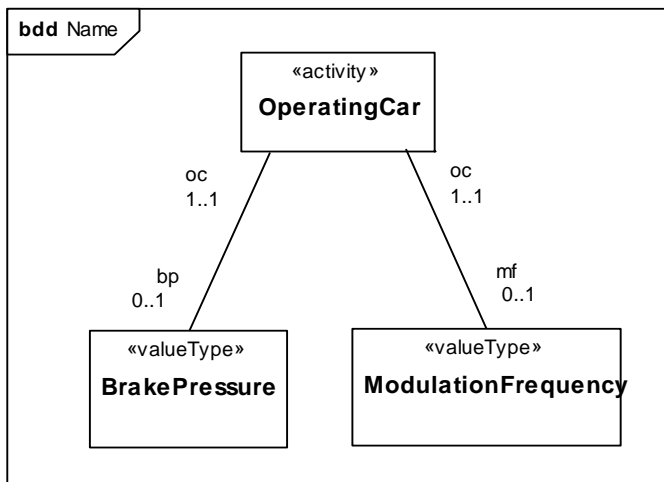 bdd Name
«activity»
OperatingCar
oc
1..1
oc
1..1
bp
0..1
mf
0..1
«valueType»
BrakePressure
«valueType»
ModulationFrequency